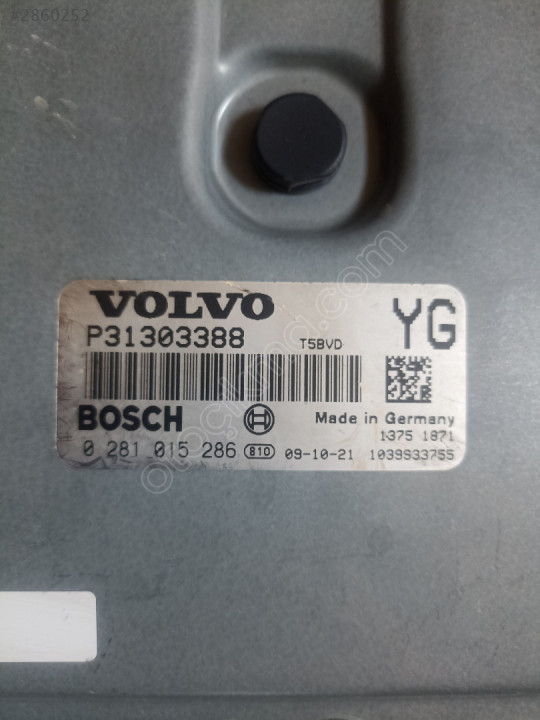 #2860252
VOLVO
YG
P31303388
T5BVD
BOSCH
Made in Germany
1375 1871
0 281 015 286
810
09-10-21
1039S33755